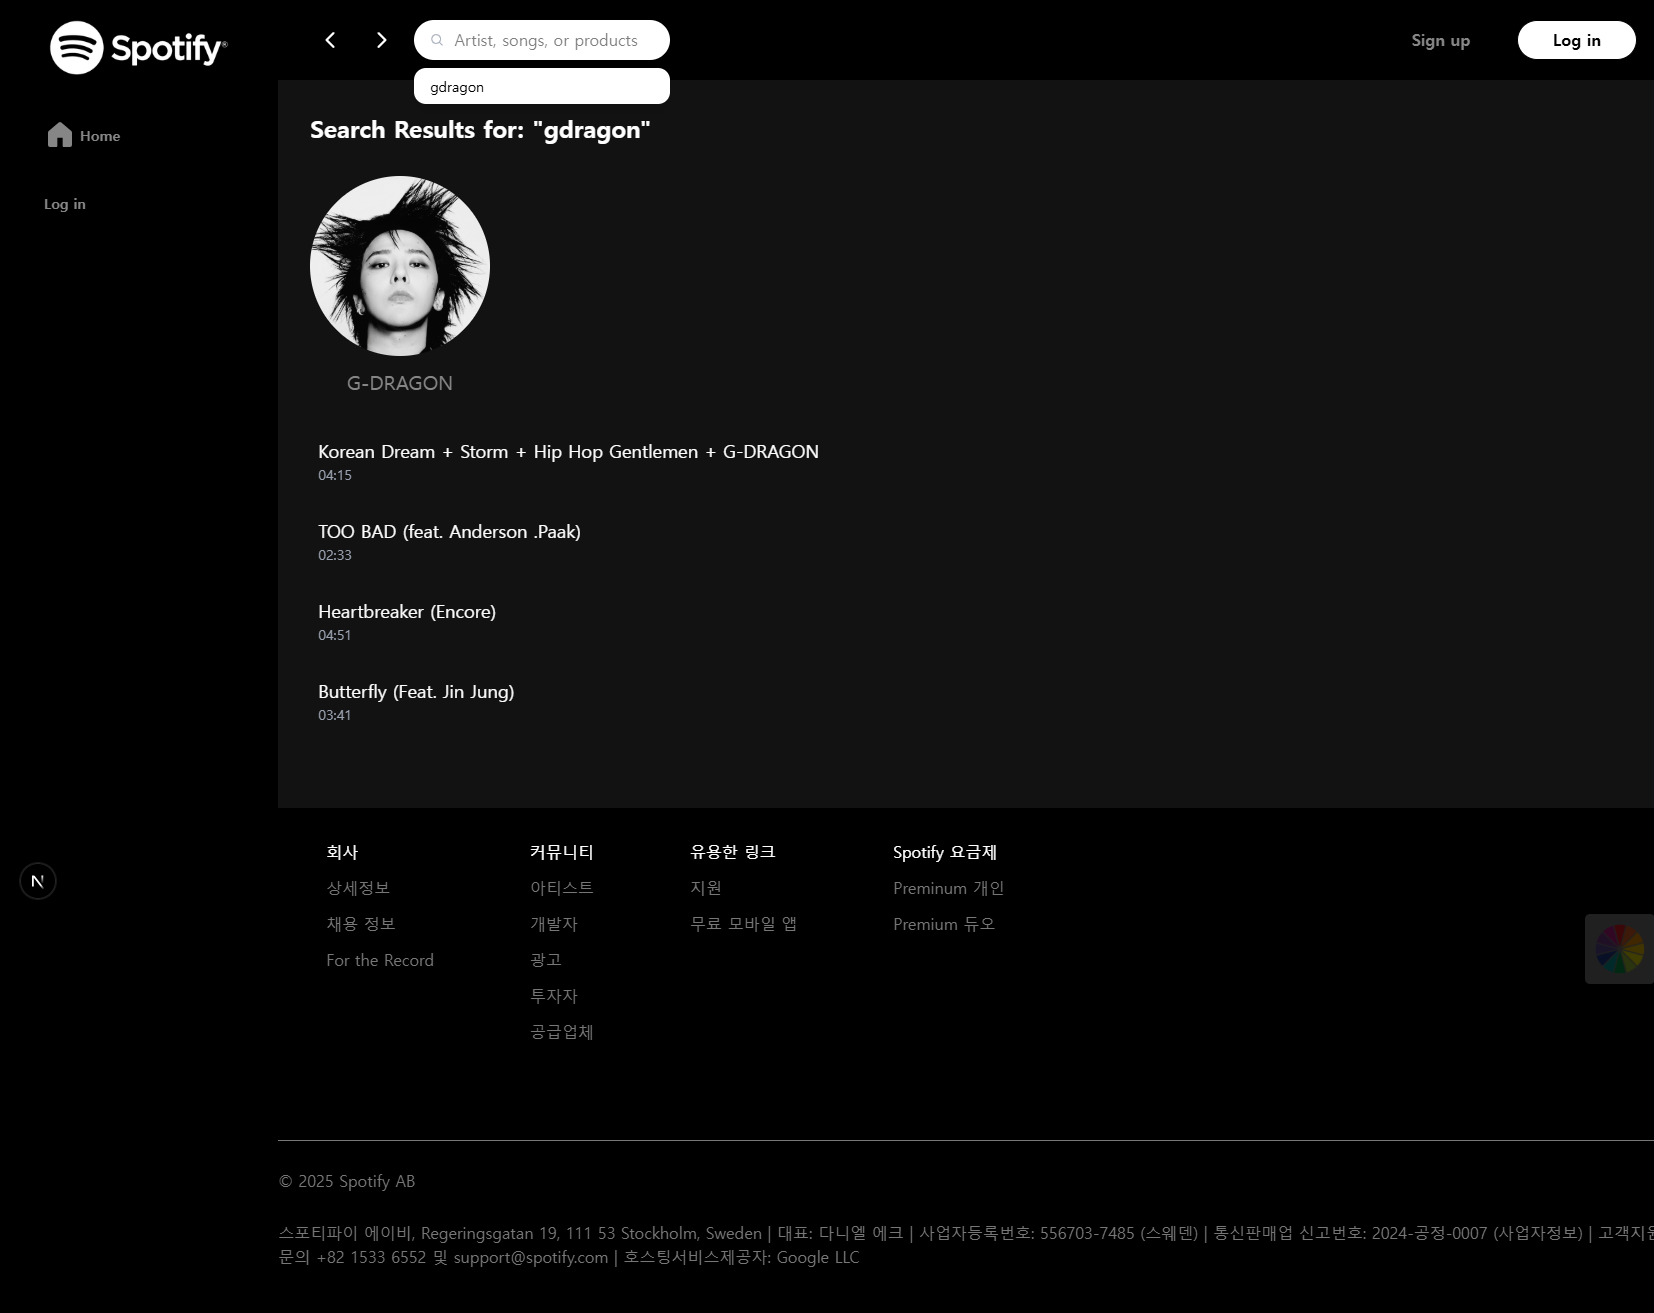 Spotify®
Artist, songs, or products
Sign up
Log in
gdragon
Home
Log in
Search Results for: "gdragon"
G-DRAGON
Korean Dream + Storm + Hip Hop Gentlemen + G-DRAGON
04:15
TOO BAD (feat. Anderson .Paak)
02:33
Heartbreaker (Encore)
04:51
Butterfly (Feat. Jin Jung)
03:41
N
회사
상세정보
채용 정보
For the Record
커뮤니티
아티스트
개발자
광고
투자자
공급업체
유용한 링크
지원
무료 모바일 앱
Spotify 요금제
Preminum 개인
Premium 듀오
© 2025 Spotify AB
스포티파이 에이비, Regeringsgatan 19, 111 53 Stockholm, Sweden | 대표: 다니엘 에크 | 사업자등록번호: 556703-7485 (스웨덴) | 통신판매업 신고번호: 2024-공정-0007 (사업자정보) | 고객지원
문의 +82 1533 6552 및 support@spotify.com | 호스팅서비스제공자: Google LLC